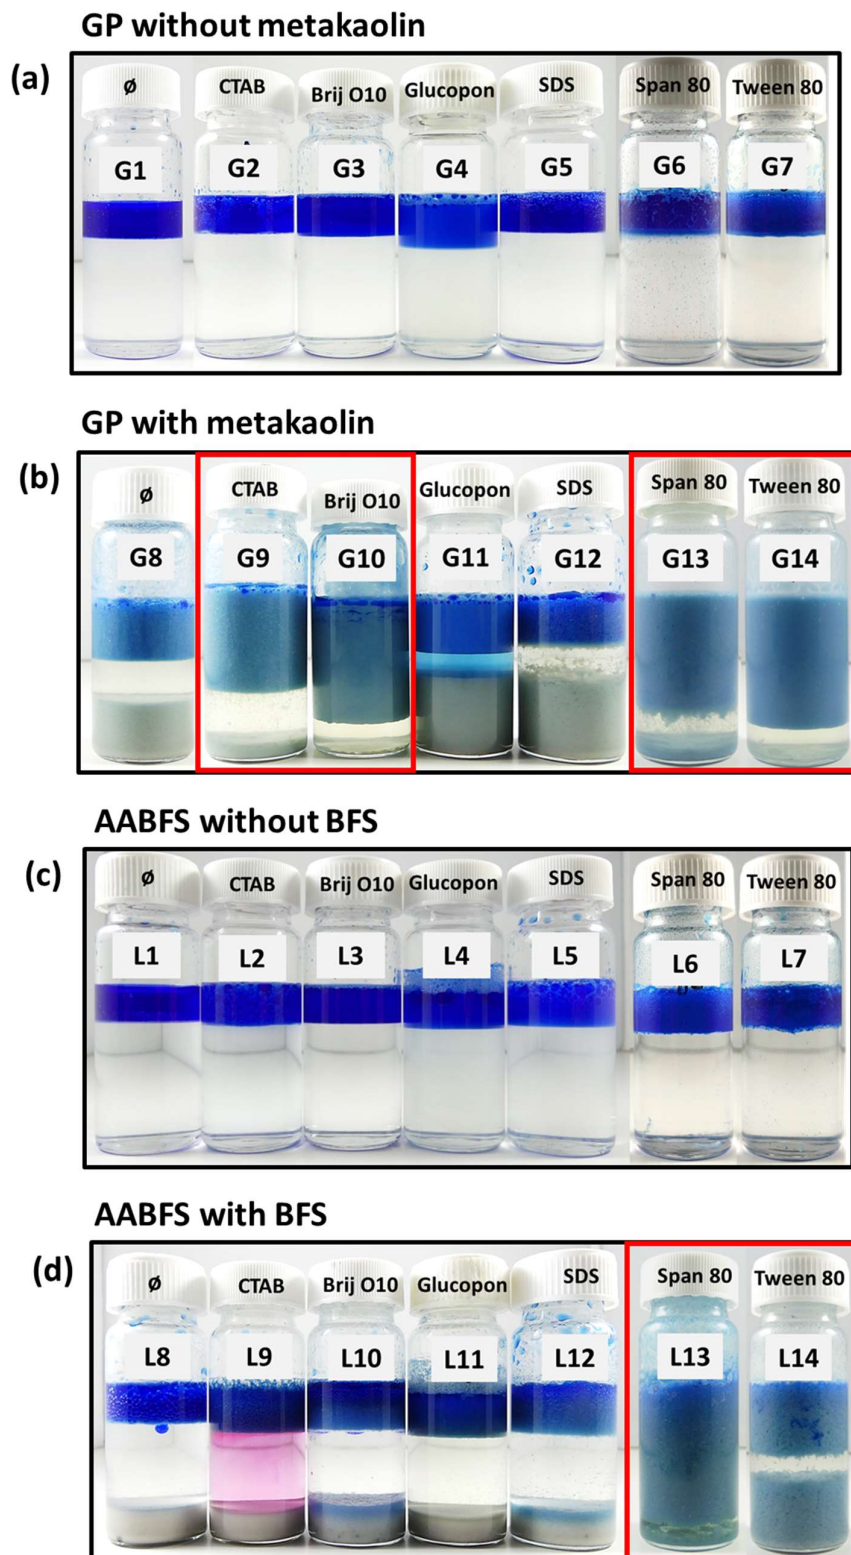 GP without metakaolin
(a)
Ø CTAB Brij O10 Glucopon SDS Span 80 Tween 80
G1 G2 G3 G4 G5 G6 G7
GP with metakaolin
(b)
Ø CTAB Brij O10 Glucopon SDS Span 80 Tween 80
G8 G9 G10 G11 G12 G13 G14
AABFS without BFS
(c)
Ø CTAB Brij O10 Glucopon SDS Span 80 Tween 80
L1 L2 L3 L4 L5 L6 L7
AABFS with BFS
(d)
Ø CTAB Brij O10 Glucopon SDS Span 80 Tween 80
L8 L9 L10 L11 L12 L13 L14